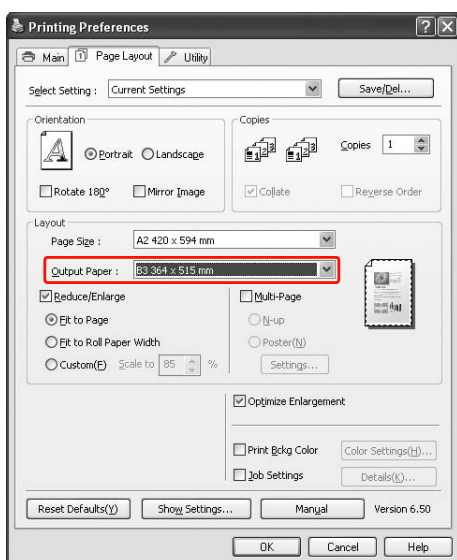 Printing Preferences
Main Page Layout Utility
Select Setting : Current Settings Save/Del...
Orientation
Portrait Landscape
Rotate 180° Mirror Image
Copies
Copies 1
Collate Reverse Order
Layout
Page Size : A2 420 x 594 mm
Output Paper : B3 364 x 515 mm
Reduce/Enlarge
Fit to Page
Fit to Roll Paper Width
Custom(F) Scale to 85 %
Multi-Page
N-up
Poster(N)
Settings...
Optimize Enlargement
Print Bckg Color Color Settings(H)...
Job Settings Details(K)...
Reset Defaults(Y) Show Settings... Manual Version 6.50
OK Cancel Help